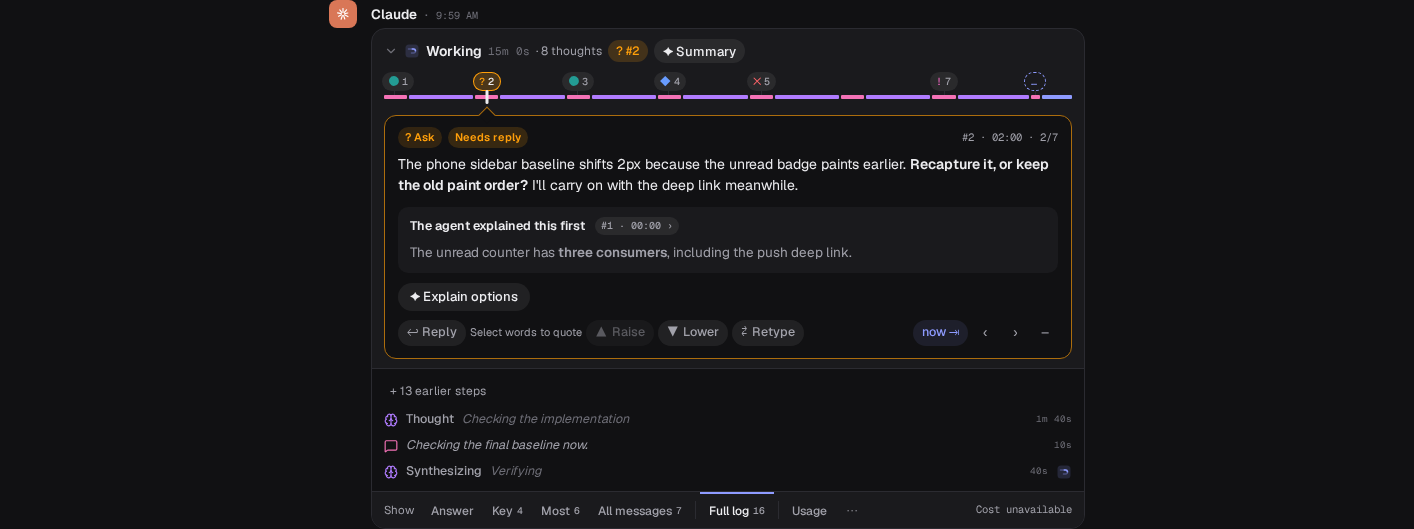 Claude · 9:59 AM
Working 15m 0s · 8 thoughts ? #2 ✦ Summary
1 ? 2 3 4 5 ! 7 …
? Ask Needs reply #2 · 02:00 · 2/7
The phone sidebar baseline shifts 2px because the unread badge paints earlier. Recapture it, or keep
the old paint order? I'll carry on with the deep link meanwhile.
The agent explained this first #1 · 00:00 ›
The unread counter has three consumers, including the push deep link.
✦ Explain options
↩ Reply Select words to quote ▲ Raise ▼ Lower ⇄ Retype now ⇥ ‹ › −
+ 13 earlier steps
Thought Checking the implementation 1m 40s
Checking the final baseline now. 10s
Synthesizing Verifying 40s
Show Answer Key 4 Most 6 All messages 7 Full log 16 Usage ··· Cost unavailable